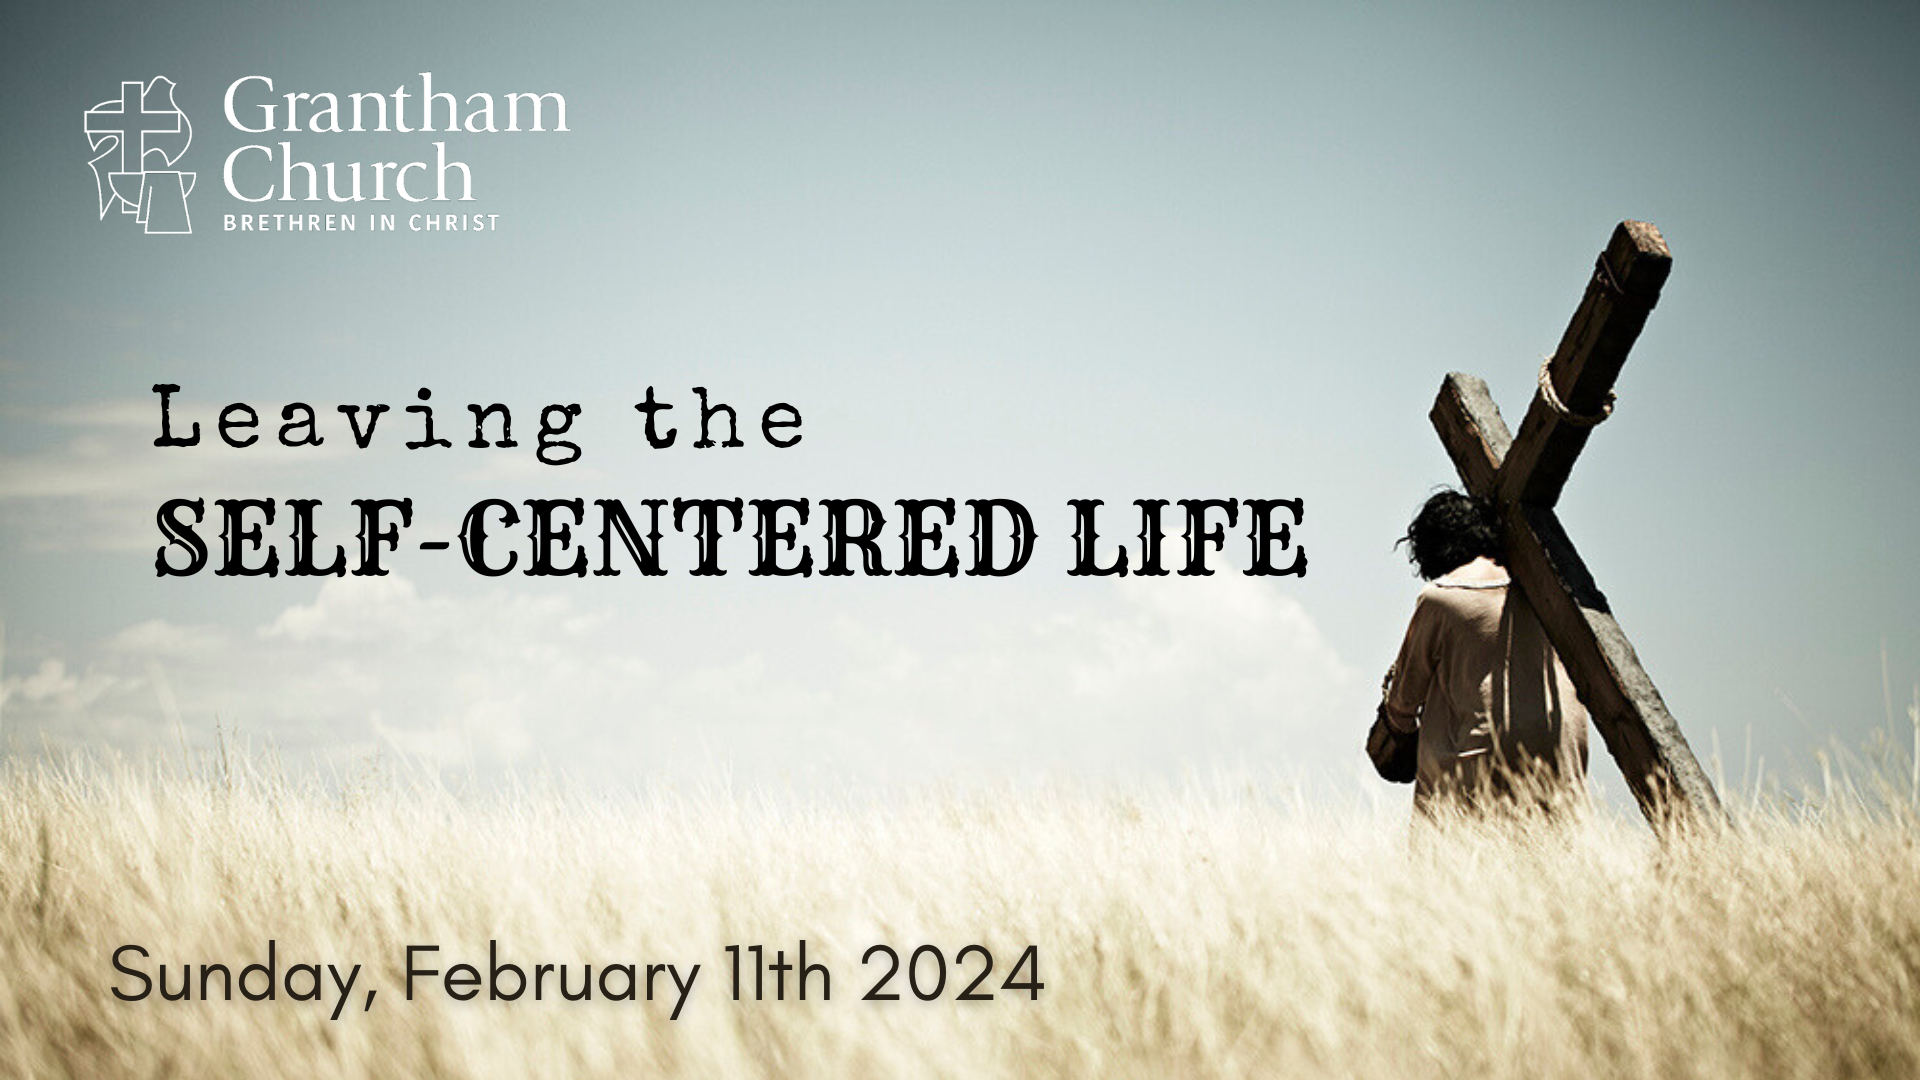 Grantham
Church
BRETHREN IN CHRIST
Leaving the
SELF-CENTERED LIFE
Sunday, February 11th 2024